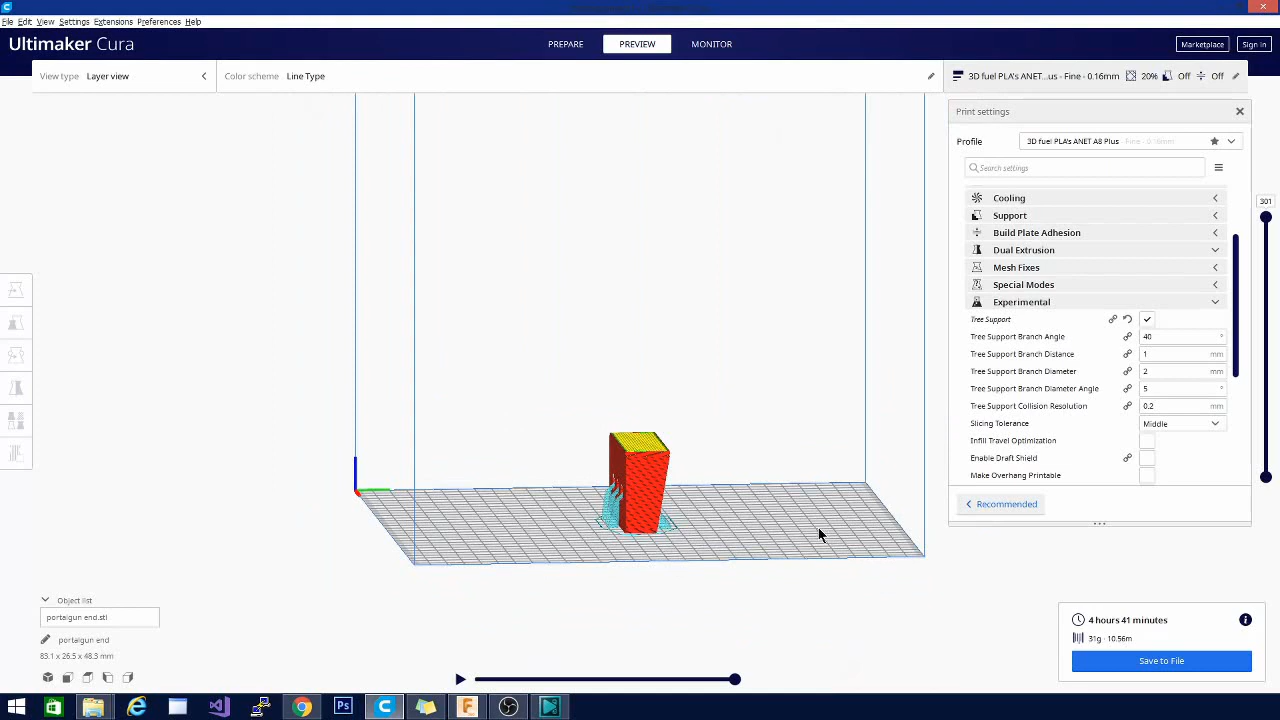 File Edit View Settings Extensions Preferences Help
Ultimaker Cura PREPARE PREVIEW MONITOR Marketplace Sign in
View type Layer view Color scheme Line Type 3D fuel PLA's ANET...us - Fine - 0.16mm 20% Off Off
Print settings
Profile 3D fuel PLA's ANET A8 Plus - Fine - 0.16mm
Search settings
Cooling
301
Support
Build Plate Adhesion
Dual Extrusion
Mesh Fixes
Special Modes
Experimental
Tree Support
Tree Support Branch Angle 40 °
Tree Support Branch Distance 1 mm
Tree Support Branch Diameter 2 mm
Tree Support Branch Diameter Angle 5 °
Tree Support Collision Resolution 0.2 mm
Slicing Tolerance Middle
Infill Travel Optimization
Enable Draft Shield
Make Overhang Printable
Recommended
Object list
portalgun end.stl
portalgun end
83.1 x 26.5 x 48.3 mm
4 hours 41 minutes
31g · 10.56m
Save to File